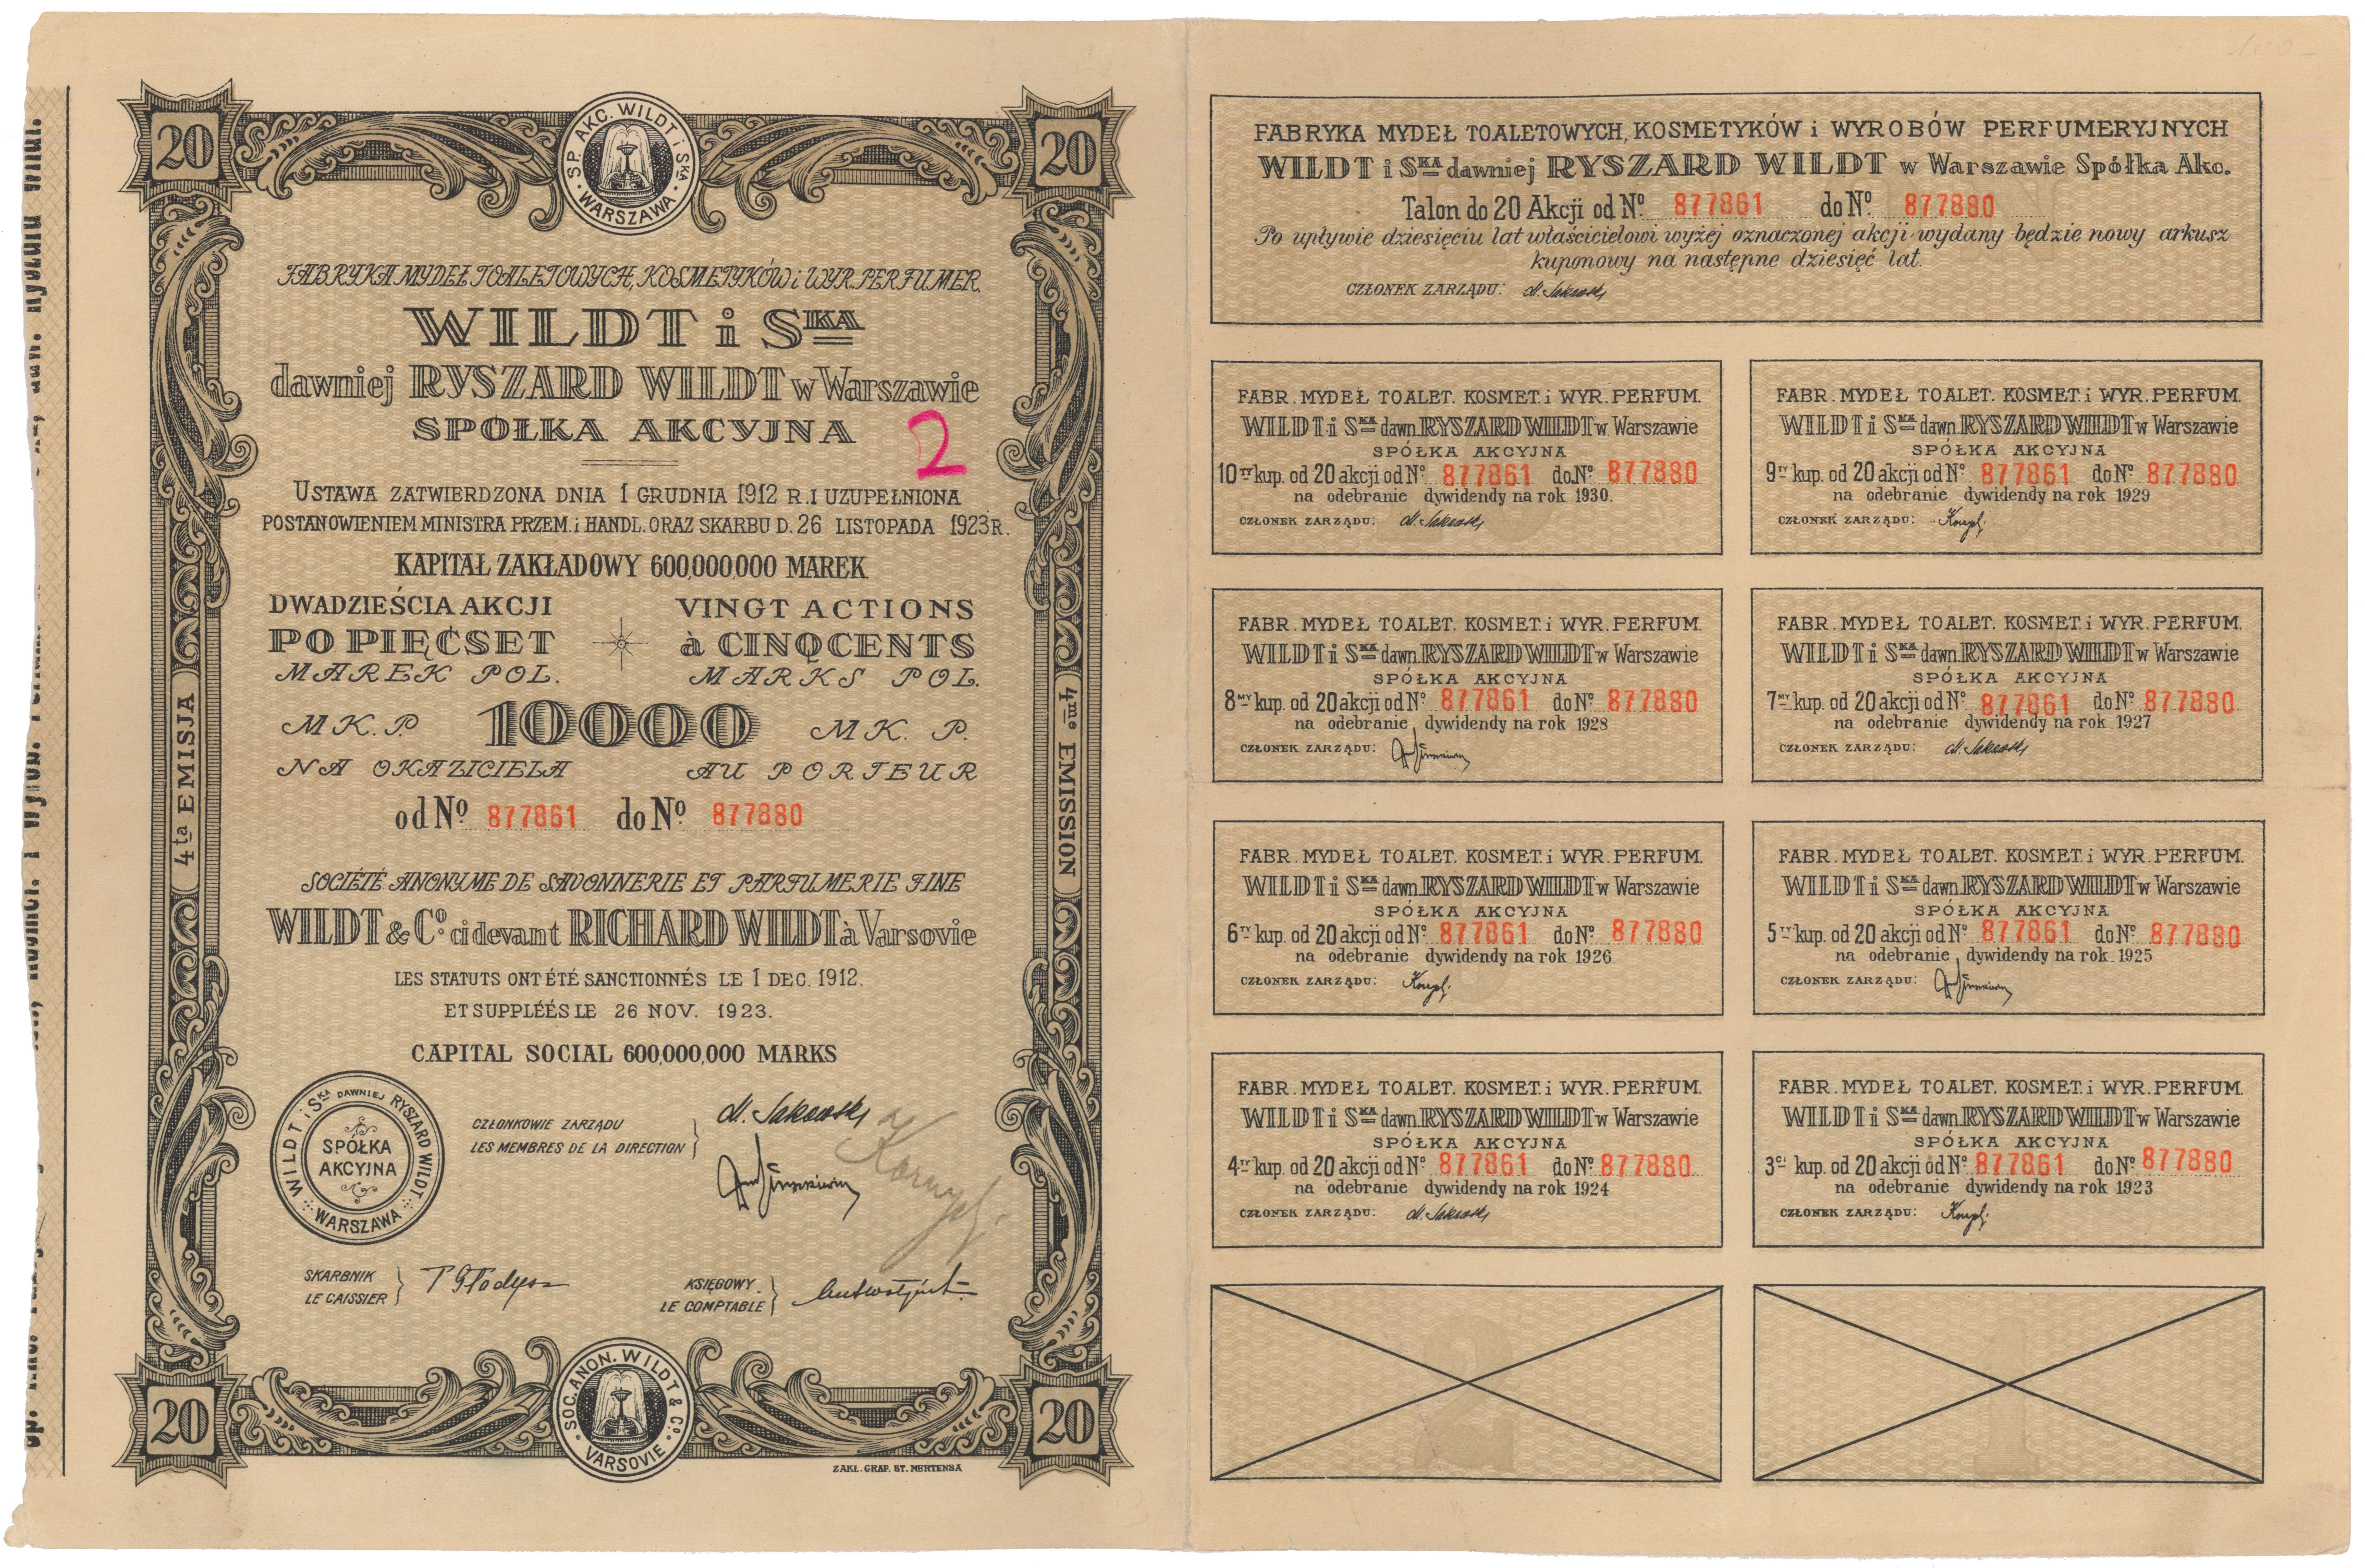 20
SP. AKC. WILDT i SKA
WARSZAWA
20
FABRYKA MYDEŁ TOALETOWYCH, KOSMETYKÓW i WYR. PERFUMER.
WILDT i SKA
dawniej RYSZARD WILDT w Warszawie
SPÓŁKA AKCYJNA
2
USTAWA ZATWIERDZONA DNIA 1 GRUDNIA 1912 R. I UZUPEŁNIONA
POSTANOWIENIEM MINISTRA PRZEM. i HANDL. ORAZ SKARBU D. 26 LISTOPADA 1923 R.
KAPITAŁ ZAKŁADOWY 600,000,000 MAREK
DWADZIEŚCIA AKCJI
PO PIĘĆSET
MAREK POL.
VINGT ACTIONS
à CINQCENTS
MARKS POL.
MK. P. 10000 MK. P.
NA OKAZICIELA AU PORTEUR
od No 877861 do No 877880
4ta EMISJA
4me EMISSION
SOCIÉTÉ ANONYME DE SAVONNERIE ET PARFUMERIE FINE
WILDT & Co. ci devant RICHARD WILDT à Varsovie
LES STATUTS ONT ÉTÉ SANCTIONNÉS LE 1 DEC. 1912.
ET SUPPLÉÉS LE 26 NOV. 1923.
CAPITAL SOCIAL 600,000,000 MARKS
WILDT i SKA DAWNIEJ RYSZARD WILDT
SPÓŁKA
AKCYJNA
WARSZAWA
CZŁONKOWIE ZARZĄDU
LES MEMBRES DE LA DIRECTION
SKARBNIK
LE CAISSIER
KSIĘGOWY
LE COMPTABLE
20
SOC. ANON. WILDT & Co.
VARSOVIE
20
ZAKŁ. GRAF. ST. MERTENSA
FABRYKA MYDEŁ TOALETOWYCH, KOSMETYKÓW i WYROBÓW PERFUMERYJNYCH
WILDT i SKA dawniej RYSZARD WILDT w Warszawie Spółka Akc.
Talon do 20 Akcji od No 877861 do No 877880
Po upływie dziesięciu lat właścicielowi wyżej oznaczonej akcji wydany będzie nowy arkusz
kuponowy na następne dziesięć lat.
CZŁONEK ZARZĄDU:
FABR. MYDEŁ TOALET. KOSMET. i WYR. PERFUM.
WILDT i SKA dawn. RYSZARD WILDT w Warszawie
SPÓŁKA AKCYJNA
10ty kup. od 20 akcji od No 877861 do No 877880
na odebranie dywidendy na rok 1930.
CZŁONEK ZARZĄDU:
FABR. MYDEŁ TOALET. KOSMET. i WYR. PERFUM.
WILDT i SKA dawn. RYSZARD WILDT w Warszawie
SPÓŁKA AKCYJNA
9ty kup. od 20 akcji od No 877861 do No 877880
na odebranie dywidendy na rok 1929
CZŁONEK ZARZĄDU:
FABR. MYDEŁ TOALET. KOSMET. i WYR. PERFUM.
WILDT i SKA dawn. RYSZARD WILDT w Warszawie
SPÓŁKA AKCYJNA
8my kup. od 20 akcji od No 877861 do No 877880
na odebranie dywidendy na rok 1928
CZŁONEK ZARZĄDU:
FABR. MYDEŁ TOALET. KOSMET. i WYR. PERFUM.
WILDT i SKA dawn. RYSZARD WILDT w Warszawie
SPÓŁKA AKCYJNA
7my kup. od 20 akcji od No 877861 do No 877880
na odebranie dywidendy na rok 1927
CZŁONEK ZARZĄDU:
FABR. MYDEŁ TOALET. KOSMET. i WYR. PERFUM.
WILDT i SKA dawn. RYSZARD WILDT w Warszawie
SPÓŁKA AKCYJNA
6ty kup. od 20 akcji od No 877861 do No 877880
na odebranie dywidendy na rok 1926
CZŁONEK ZARZĄDU:
FABR. MYDEŁ TOALET. KOSMET. i WYR. PERFUM.
WILDT i SKA dawn. RYSZARD WILDT w Warszawie
SPÓŁKA AKCYJNA
5ty kup. od 20 akcji od No 877861 do No 877880
na odebranie dywidendy na rok 1925
CZŁONEK ZARZĄDU:
FABR. MYDEŁ TOALET. KOSMET. i WYR. PERFUM.
WILDT i SKA dawn. RYSZARD WILDT w Warszawie
SPÓŁKA AKCYJNA
4ty kup. od 20 akcji od No 877861 do No 877880
na odebranie dywidendy na rok 1924
CZŁONEK ZARZĄDU:
FABR. MYDEŁ TOALET. KOSMET. i WYR. PERFUM.
WILDT i SKA dawn. RYSZARD WILDT w Warszawie
SPÓŁKA AKCYJNA
3ci kup. od 20 akcji od No 877861 do No 877880
na odebranie dywidendy na rok 1923
CZŁONEK ZARZĄDU: